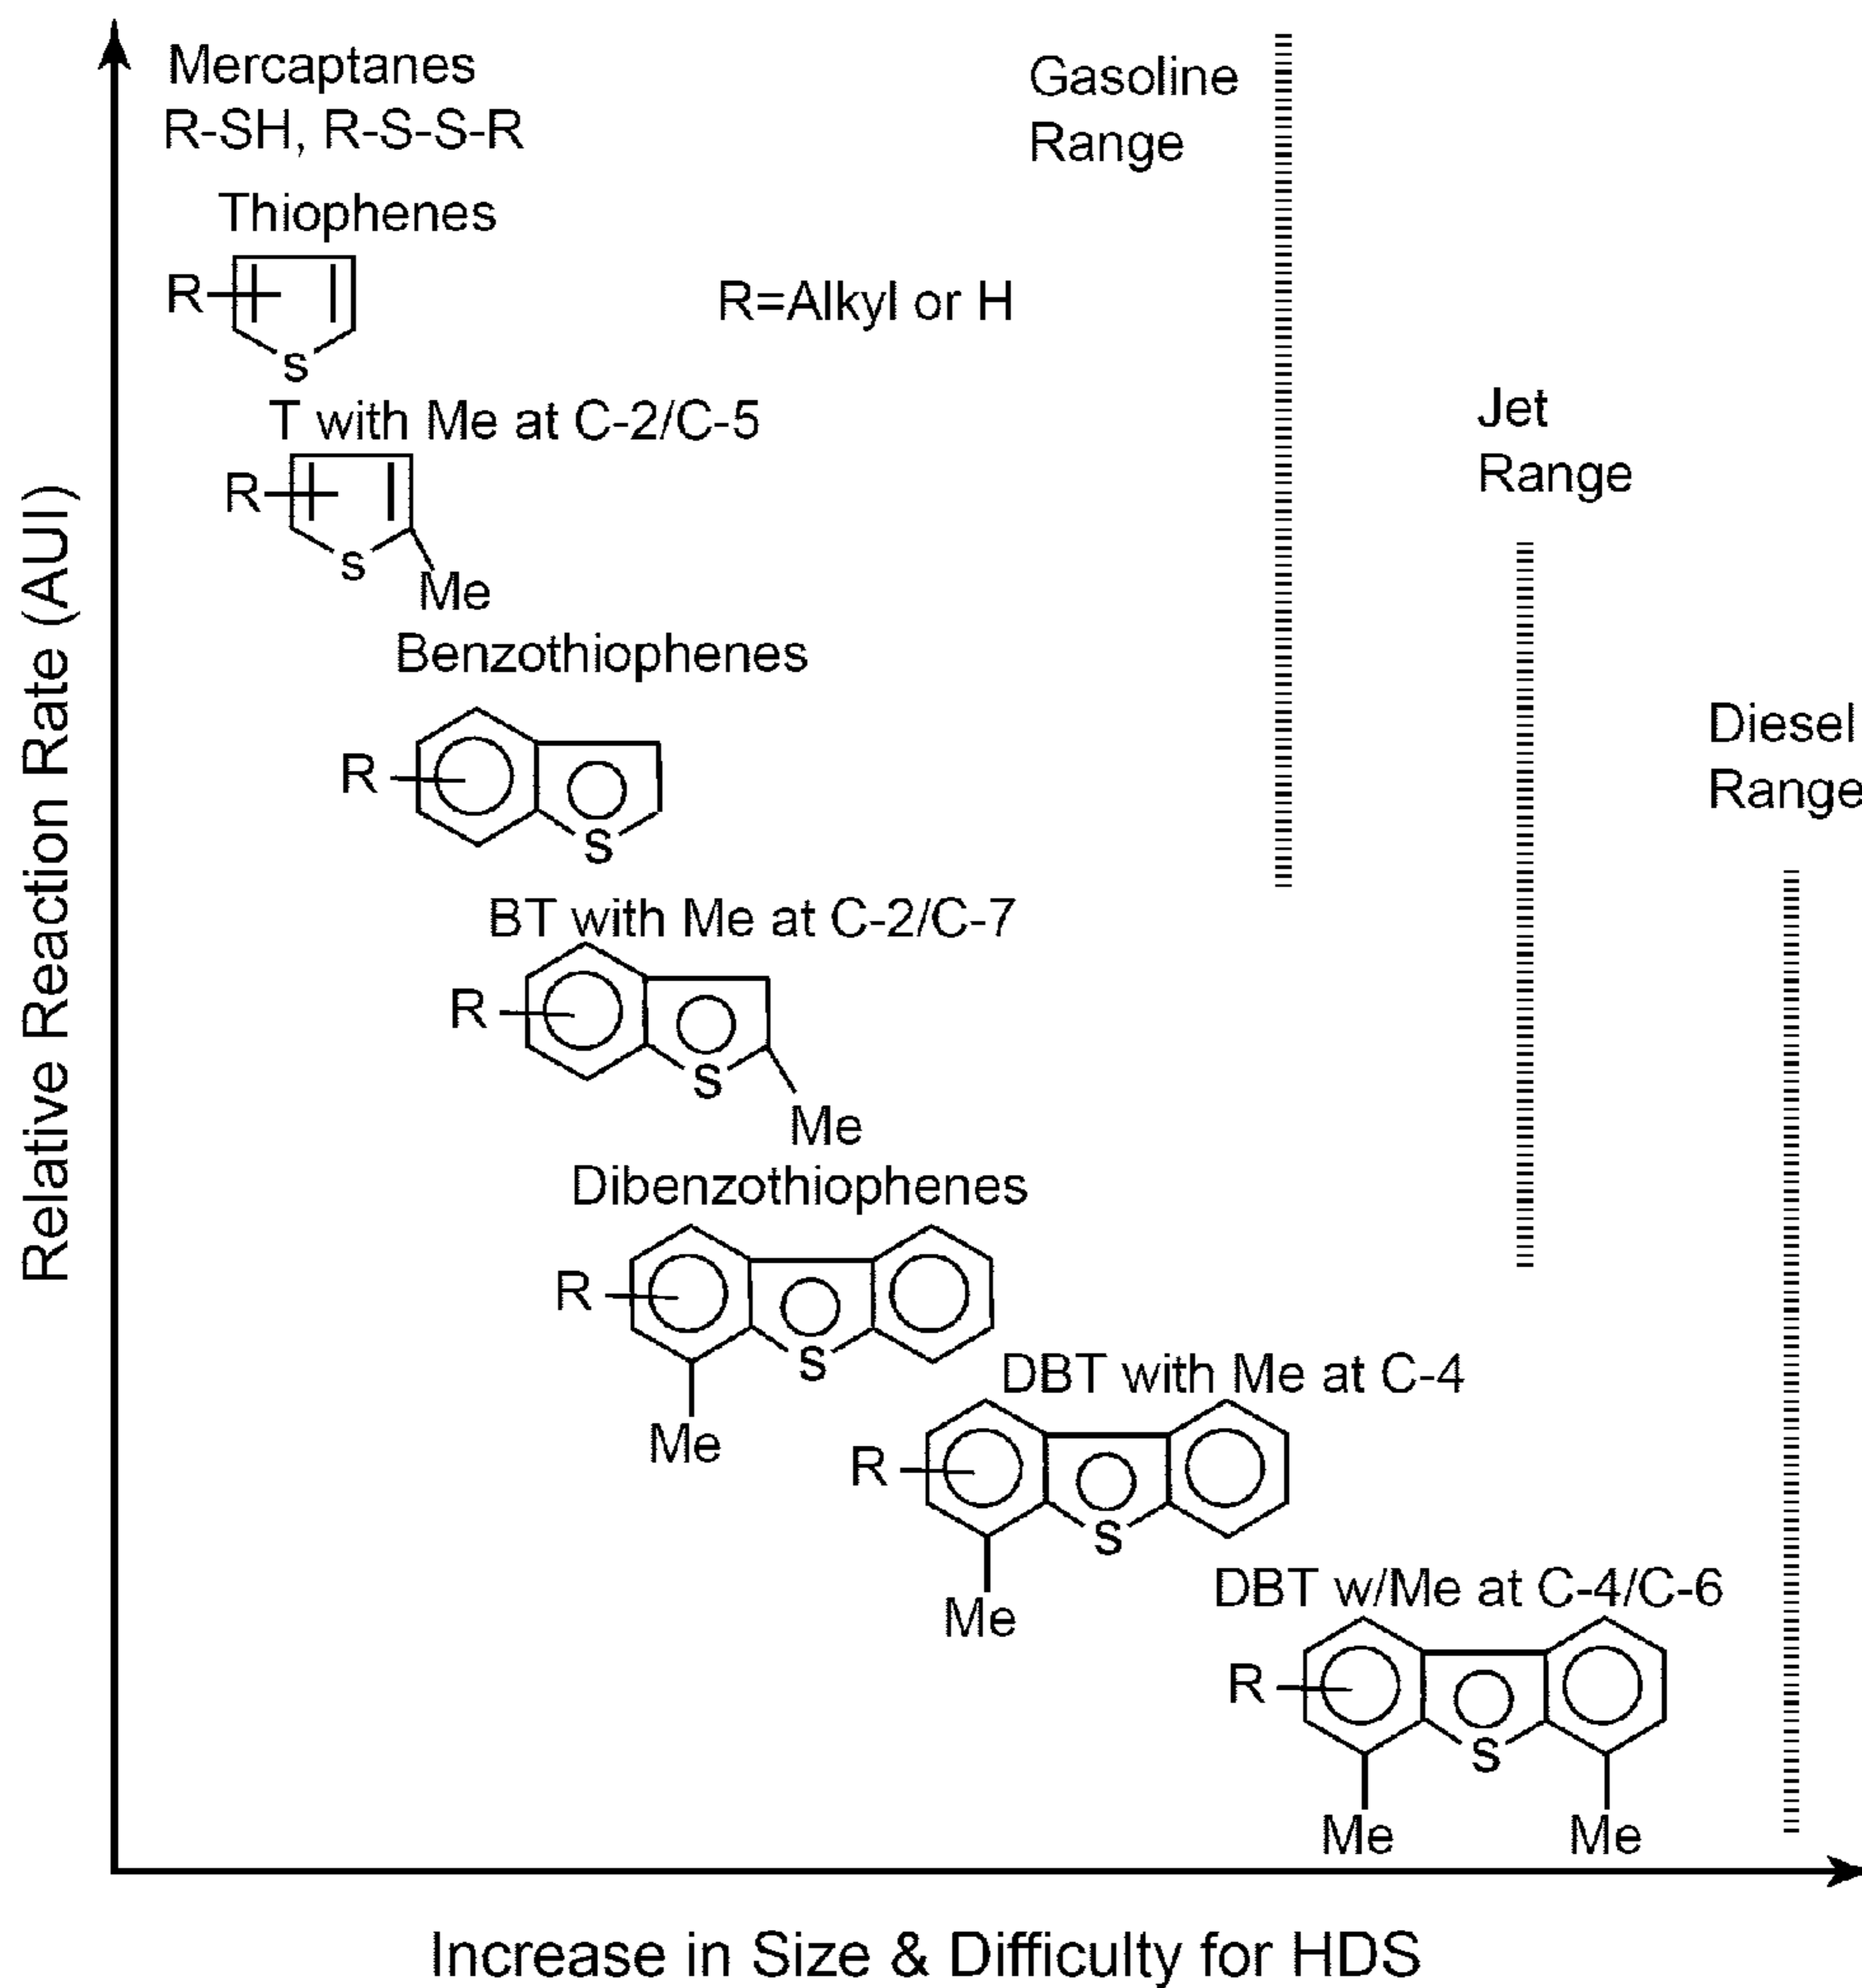 Mercaptanes
R-SH, R-S-S-R
Gasoline
Range
Thiophenes
R
S
R=Alkyl or H
T with Me at C-2/C-5
R
S
Me
Jet
Range
Benzothiophenes
R
S
Diesel
Range
BT with Me at C-2/C-7
R
S
Me
Dibenzothiophenes
R
S
Me
DBT with Me at C-4
R
S
Me
DBT w/Me at C-4/C-6
R
S
Me
Me
Relative Reaction Rate (AUI)
Increase in Size & Difficulty for HDS